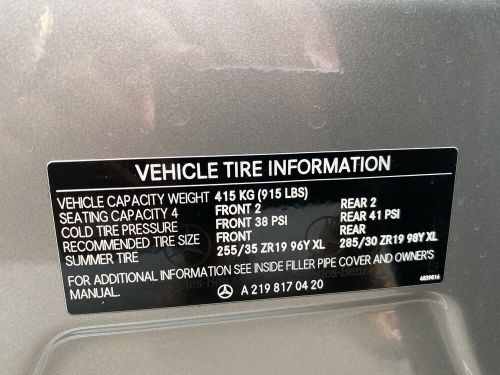 VEHICLE TIRE INFORMATION
VEHICLE CAPACITY WEIGHT 415 KG (915 LBS)
SEATING CAPACITY 4 FRONT 2 REAR 2
COLD TIRE PRESSURE FRONT 38 PSI REAR 41 PSI
RECOMMENDED TIRE SIZE FRONT REAR
SUMMER TIRE 255/35 ZR19 96Y XL 285/30 ZR19 98Y XL
FOR ADDITIONAL INFORMATION SEE INSIDE FILLER PIPE COVER AND OWNER'S
MANUAL.
A 219 817 04 20